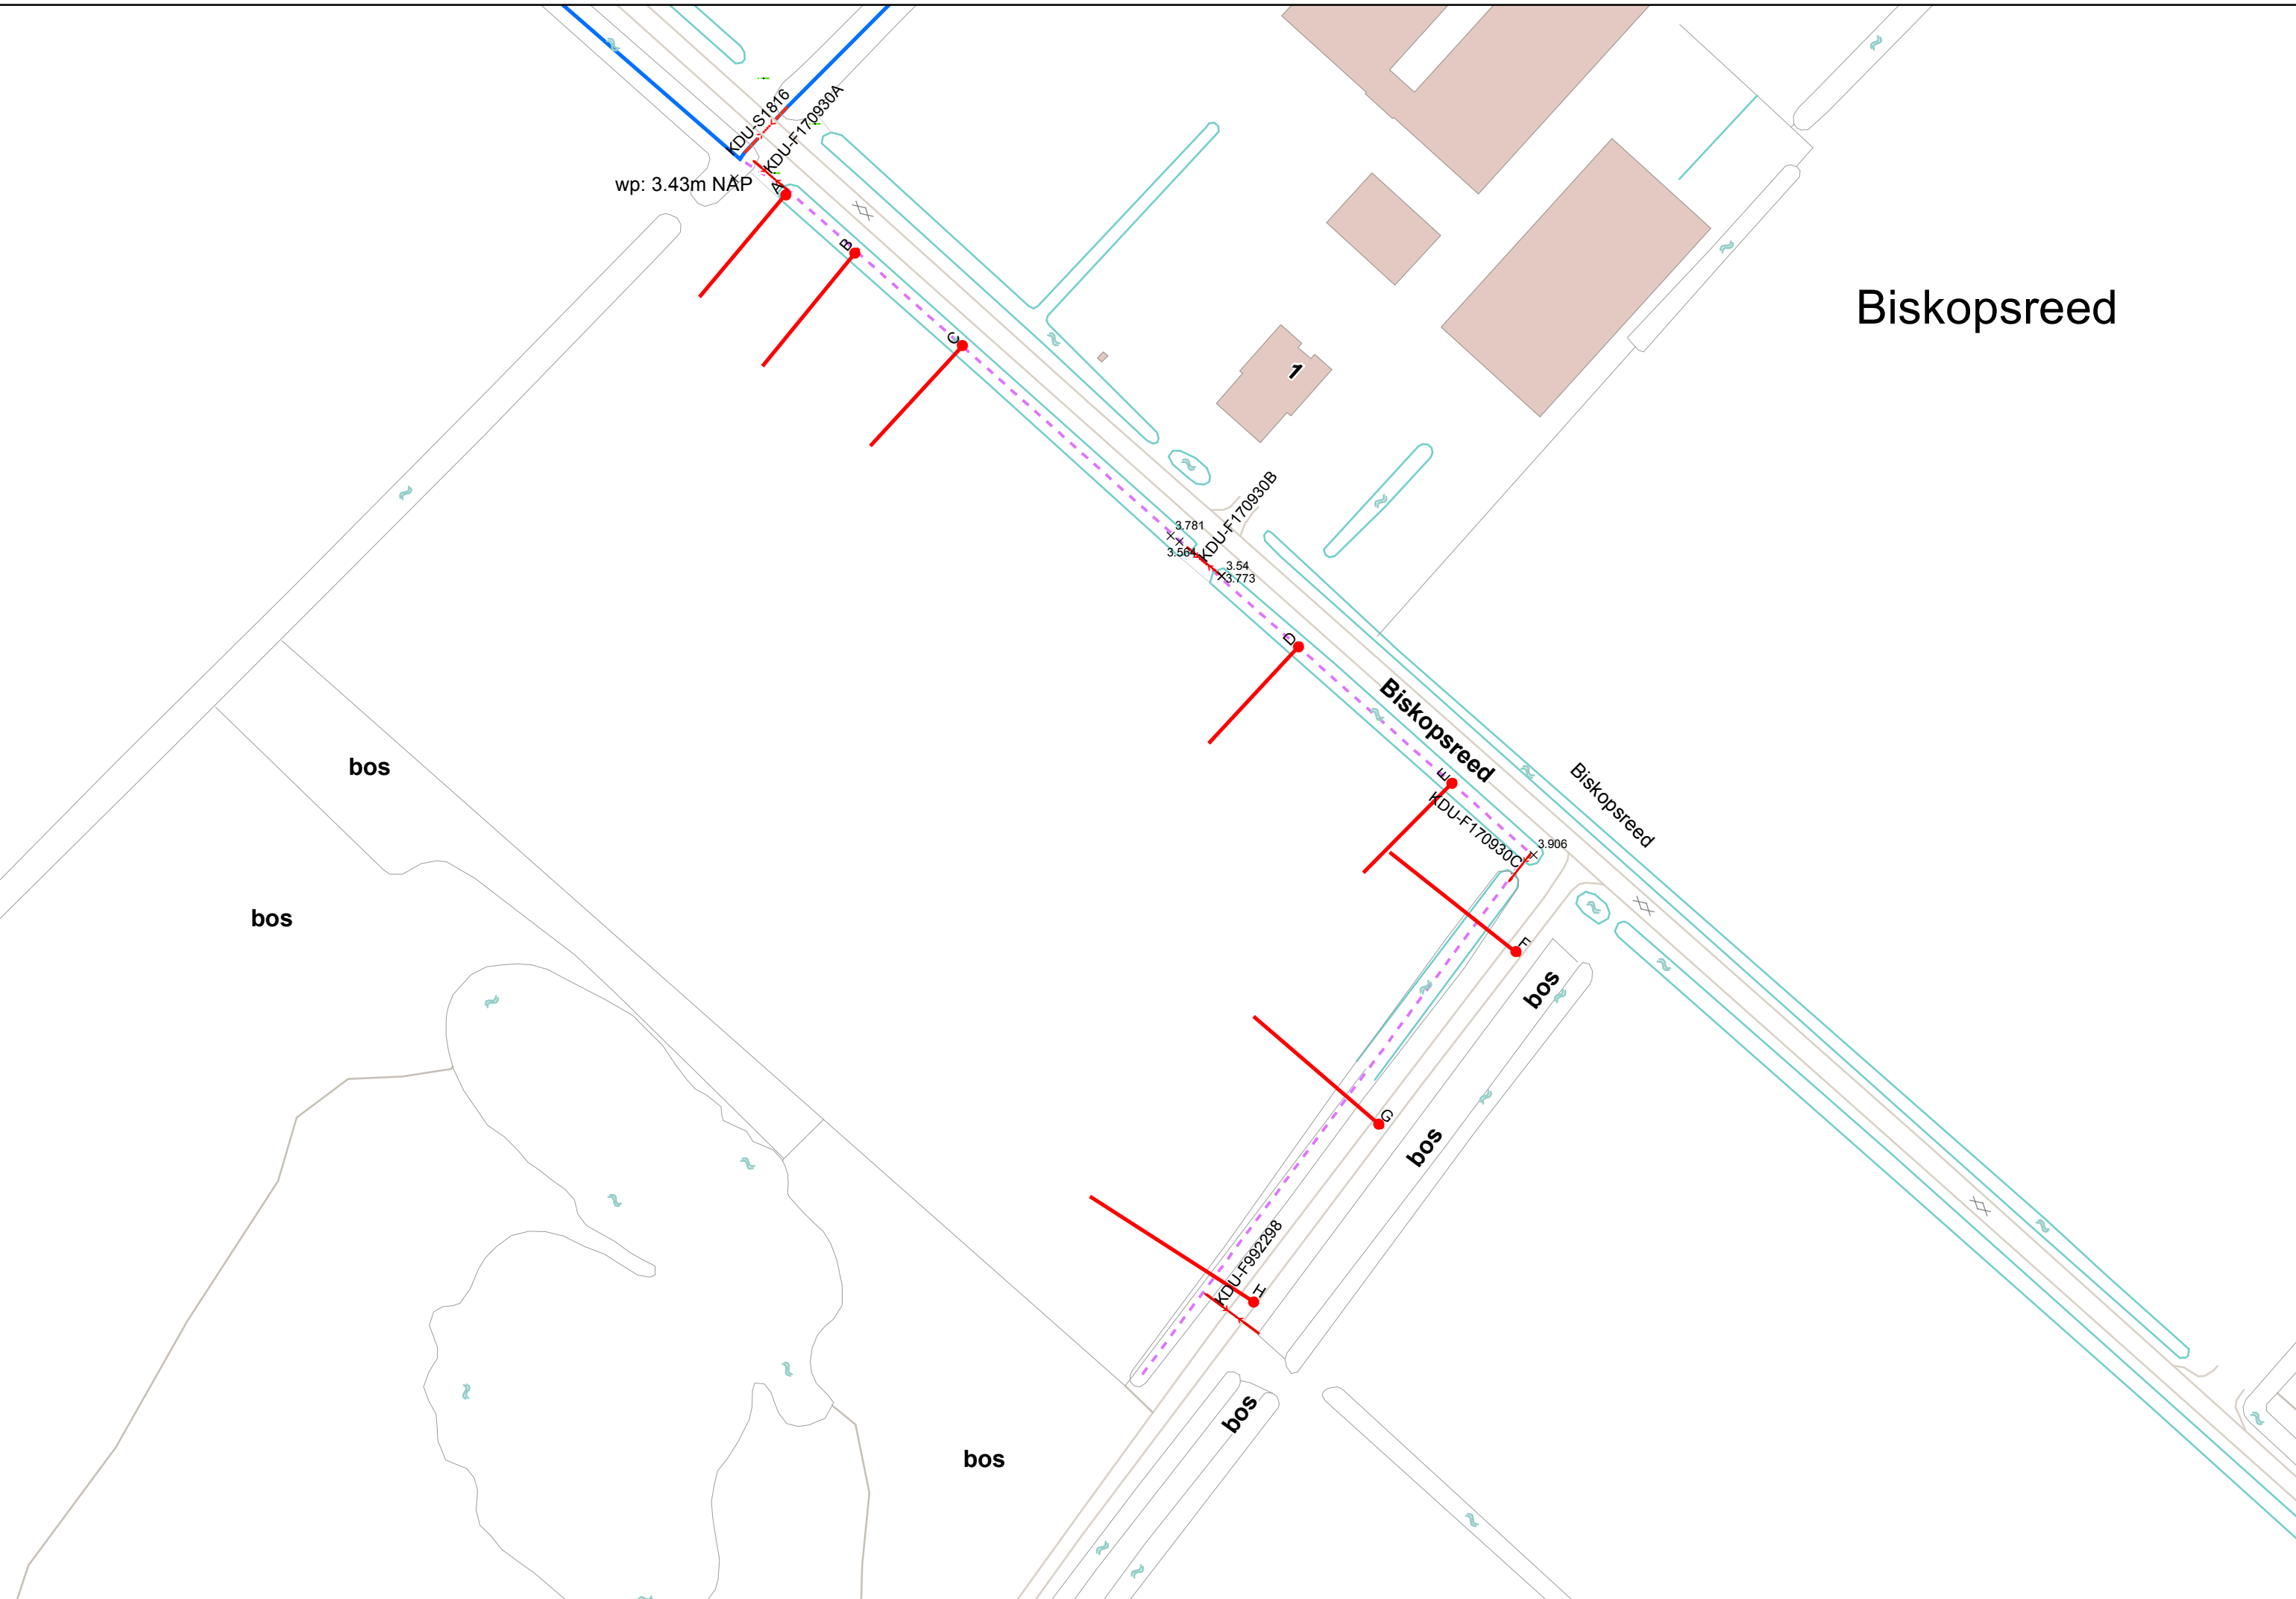 KDU-S1816
KDU-F170930A
wp: 3.43m NAP
A
B
Biskopsreed
C
1
KDU-F170930B
3.781
3.564
3.54
3.773
D
Biskopsreed
E
Biskopsreed
bos
KDU-F170930C
3.906
bos
F
bos
G
bos
KDU-F992298
H
bos
bos